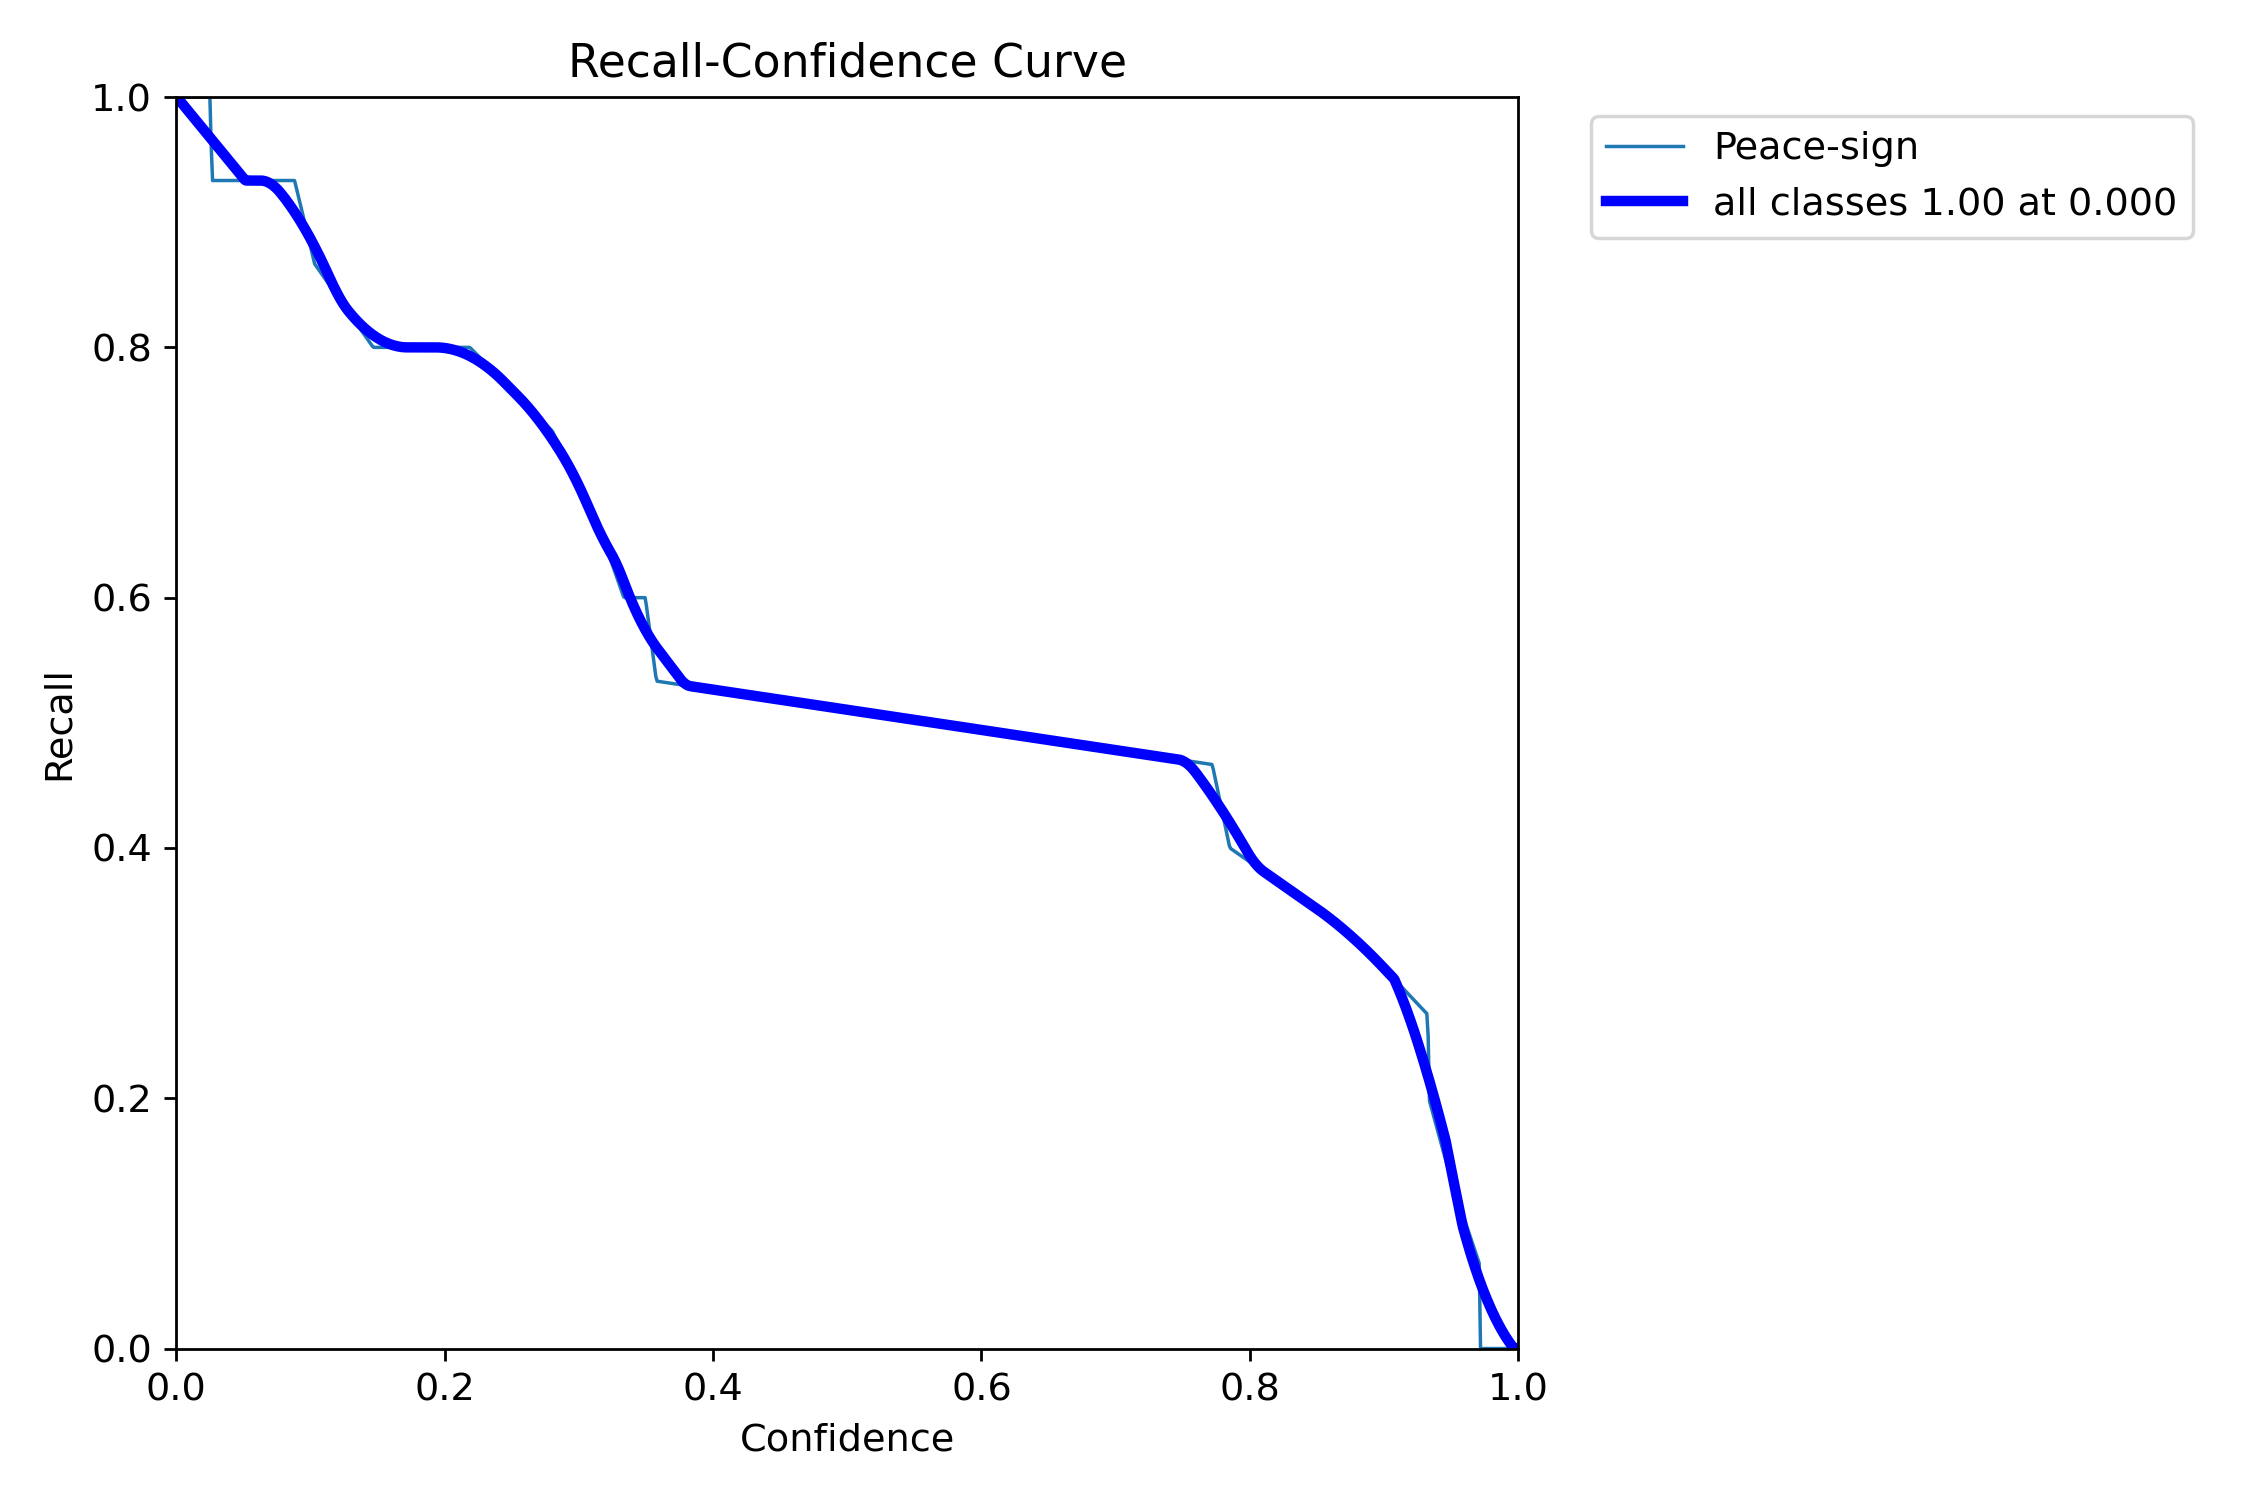 Recall-Confidence Curve
Peace-sign
all classes 1.00 at 0.000
Recall
1.0
0.8
0.6
0.4
0.2
0.0
0.0 0.2 0.4 0.6 0.8 1.0
Confidence